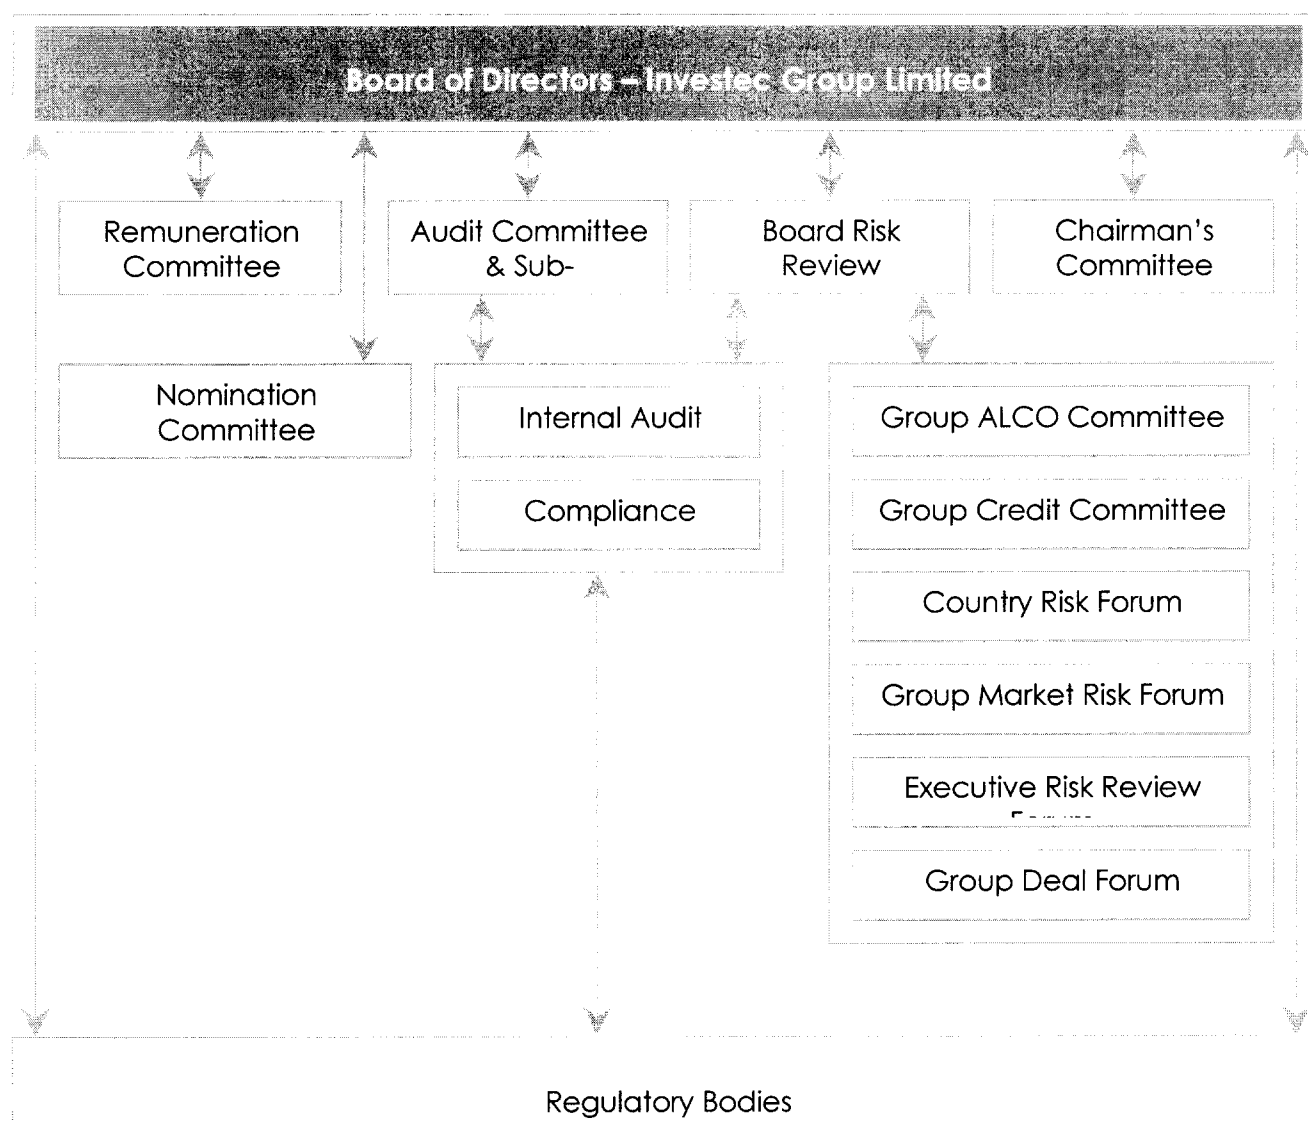 Board of Directors – Investec Group Limited
Remuneration
Committee
Audit Committee
& Sub-
Board Risk
Review
Chairman's
Committee
Nomination
Committee
Internal Audit
Compliance
Group ALCO Committee
Group Credit Committee
Country Risk Forum
Group Market Risk Forum
Executive Risk Review
Group Deal Forum
Regulatory Bodies